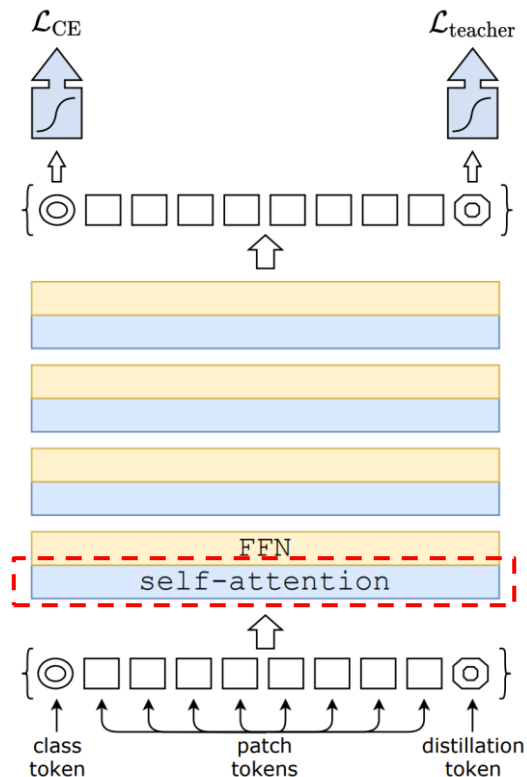 ℒCE
ℒteacher
FFN
self-attention
class
token
patch
tokens
distillation
token